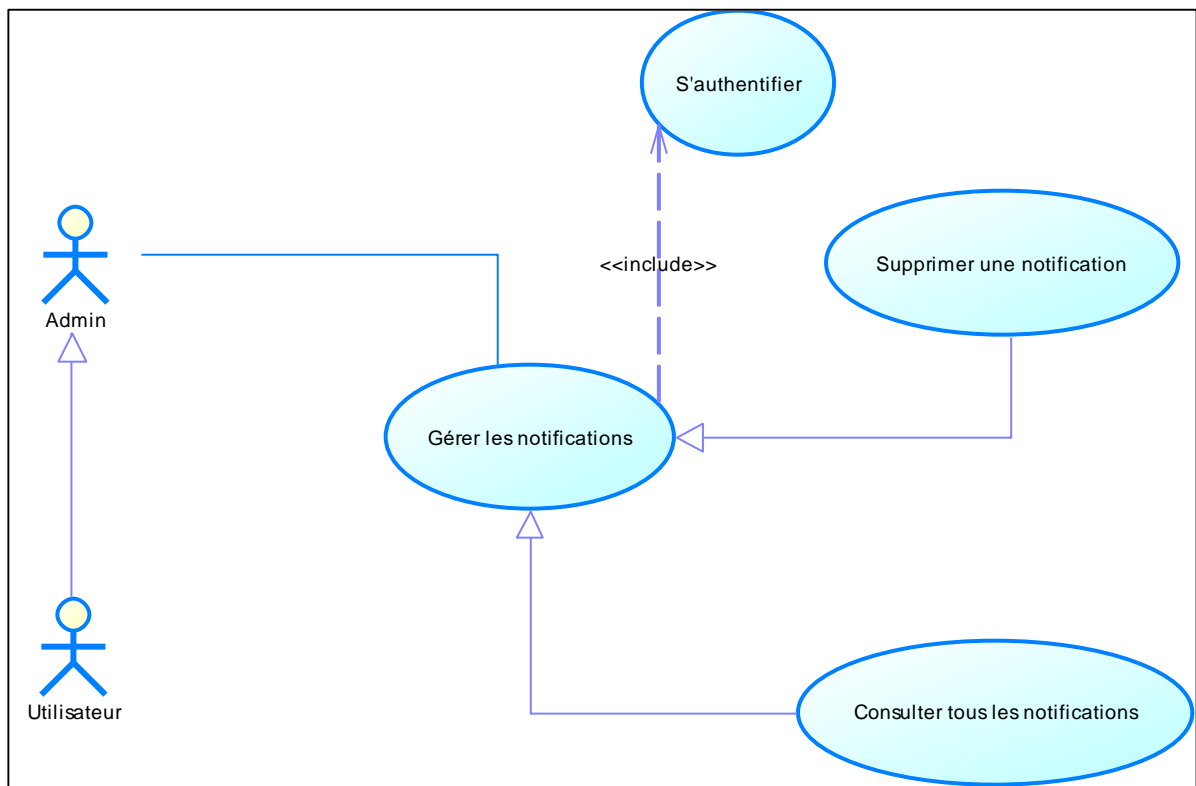 S'authentifier
<<include>>
Supprimer une notification
Admin
Gérer les notifications
Utilisateur
Consulter tous les notifications